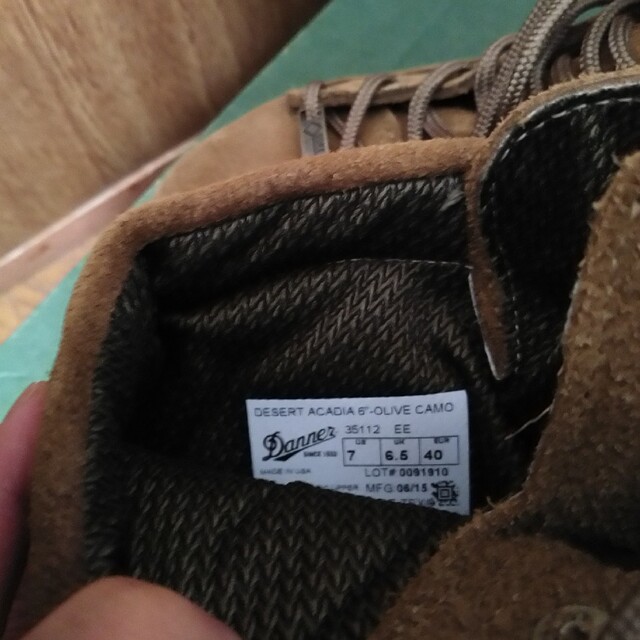 DESERT ACADIA 6"-OLIVE CAMO
35112 EE
Danner
SINCE 1932
US UK EUR
7 6.5 40
MADE IN USA
LOT# 0091910
UPPER MFG 06/15